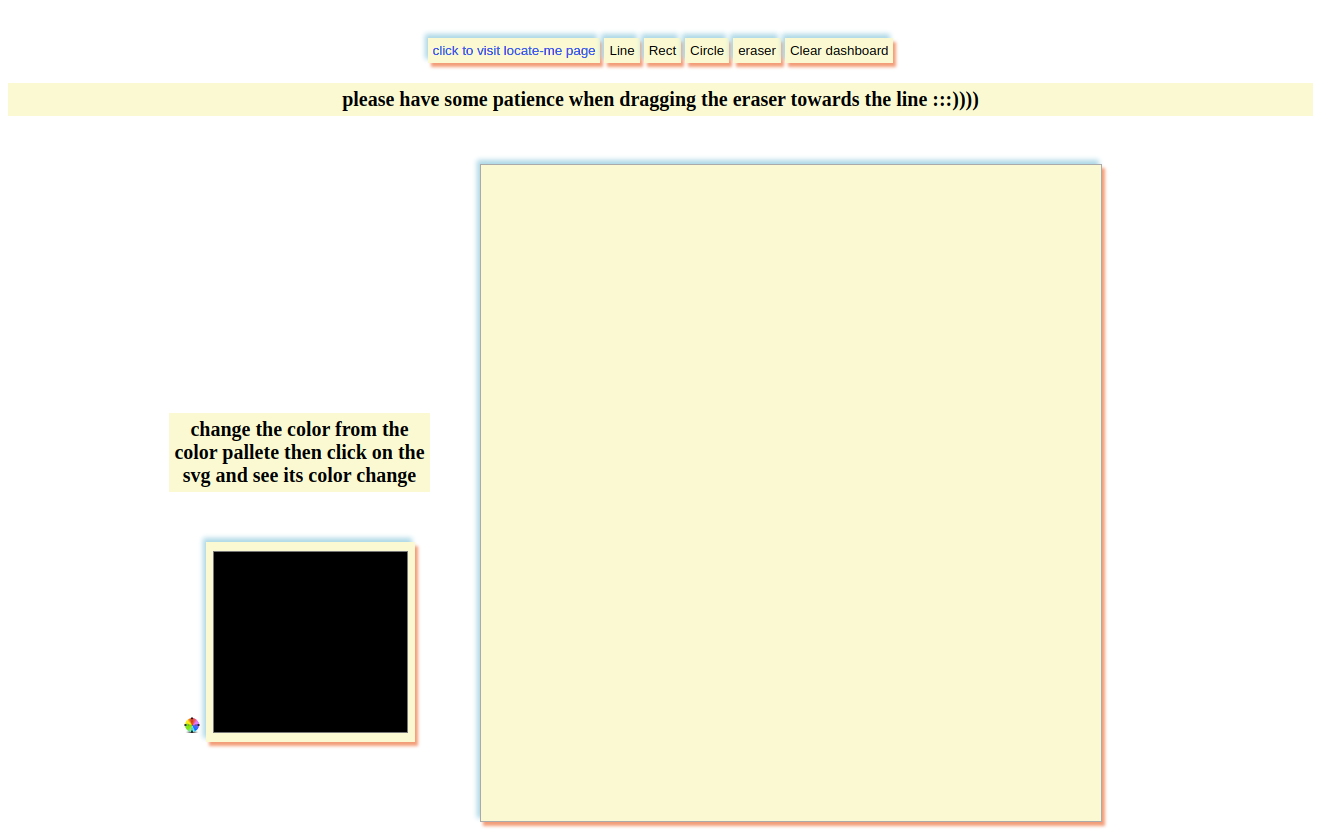 click to visit locate-me page Line Rect Circle eraser Clear dashboard
please have some patience when dragging the eraser towards the line :::))))
change the color from the
color pallete then click on the
svg and see its color change